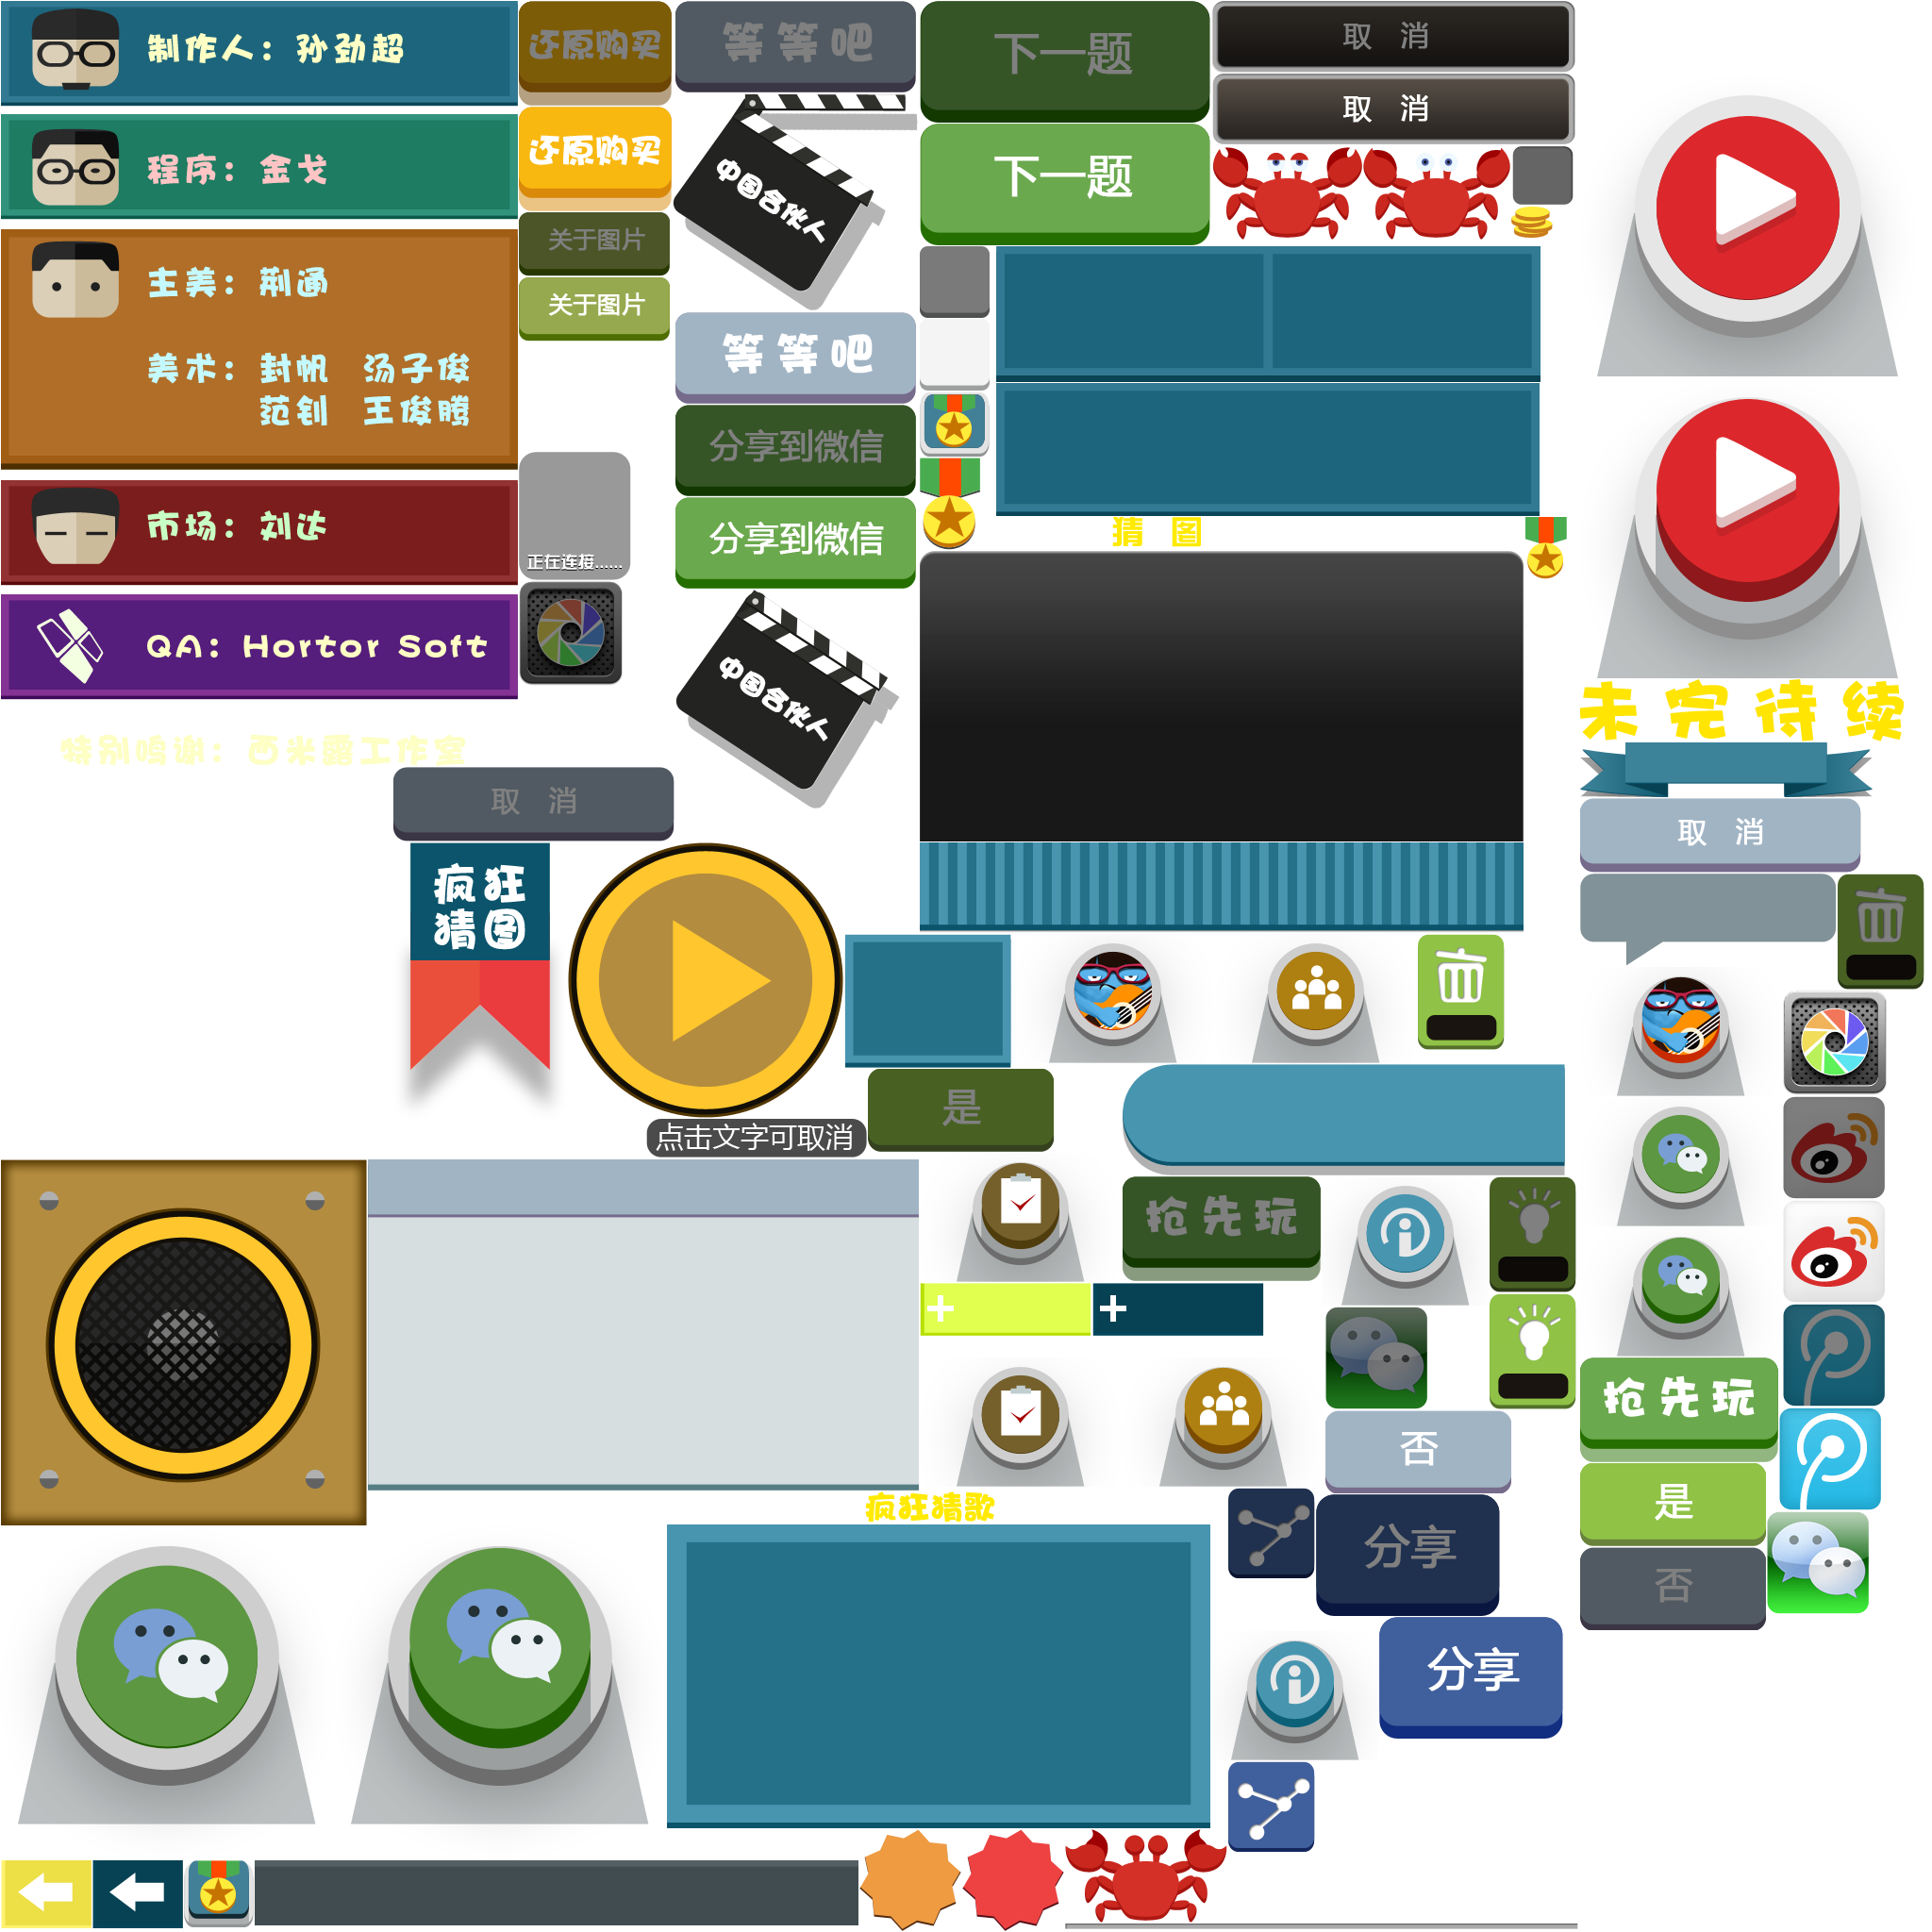 制作人：孙劲超
程序：金戈
主美：荆通
美术：封帆 汤子俊
范钊 王俊腾
市场：刘达
QA：Hortor Soft
特别鸣谢：西米露工作室
还原购买
还原购买
关于图片
关于图片
正在连接......
等等吧
中国合伙人
等等吧
分享到微信
分享到微信
中国合伙人
下一题
下一题
取 消
取 消
猜 图
未完待续
取 消
取 消
疯狂
猜图
点击文字可取消
是
抢先玩
抢先玩
否
是
否
疯狂猜歌
分享
分享